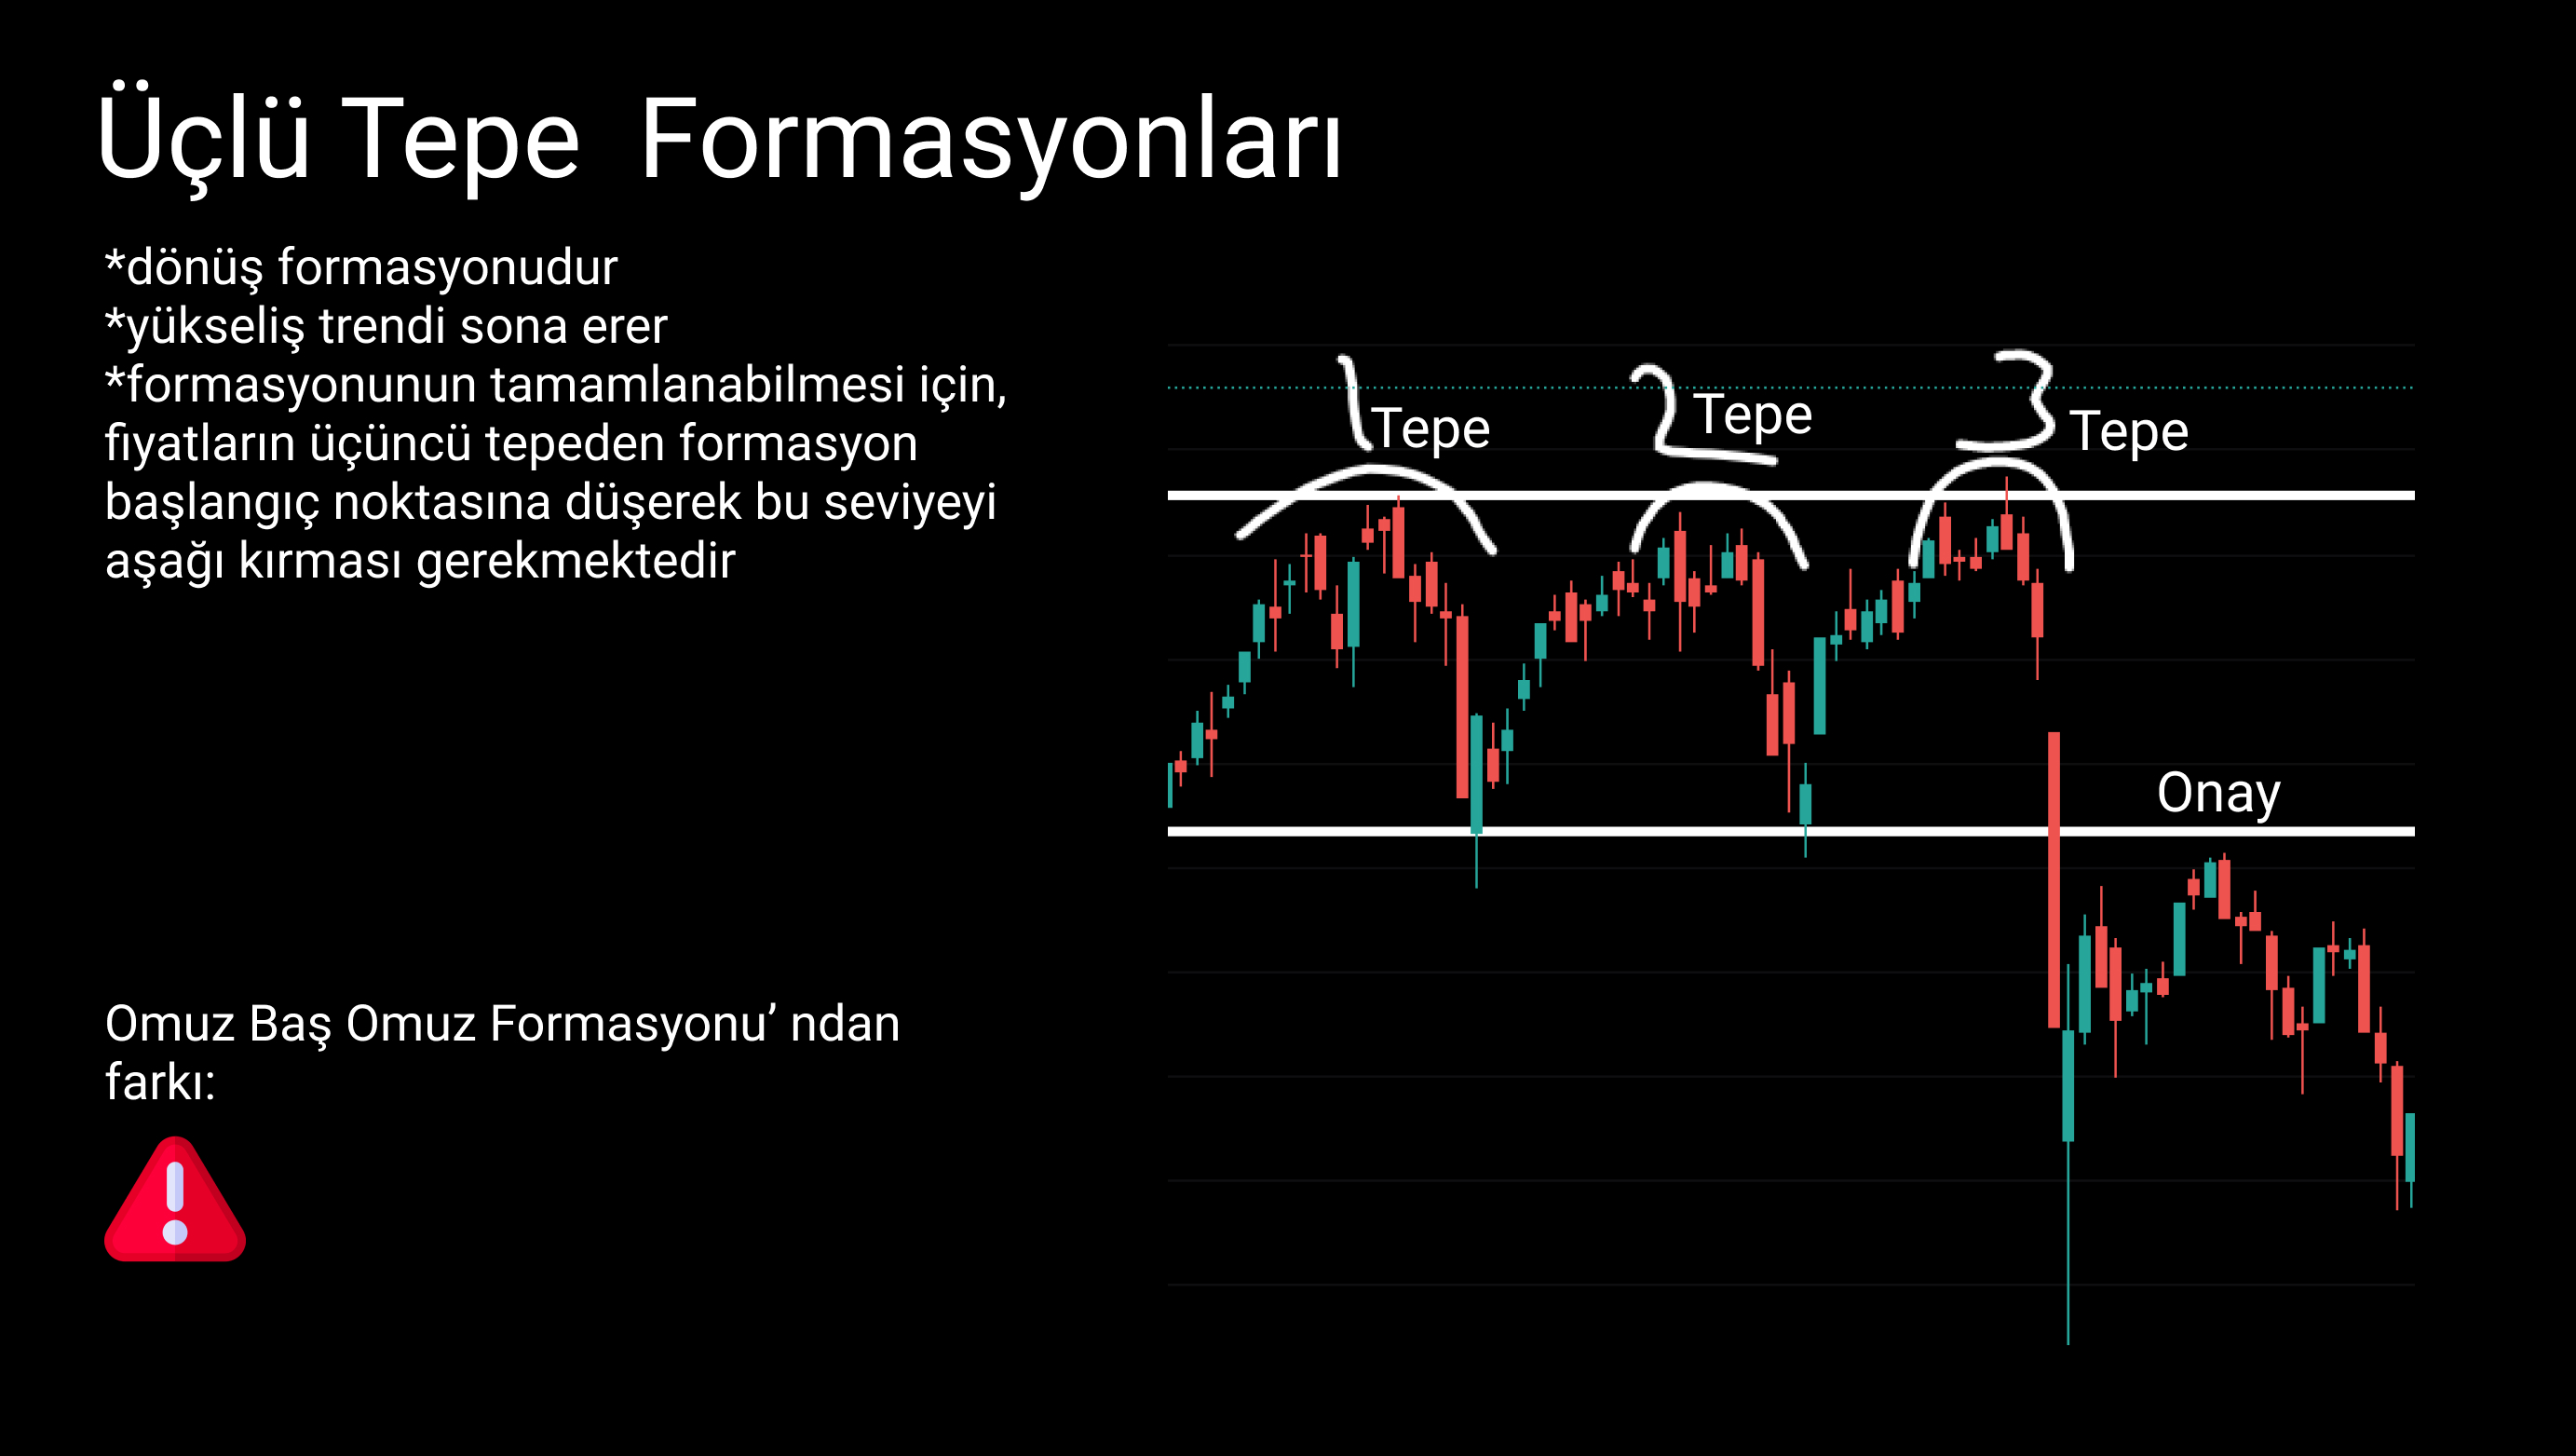 Üçlü Tepe  Formasyonları
*dönüş formasyonudur
*yükseliş trendi sona erer
*formasyonunun tamamlanabilmesi için,
fiyatların üçüncü tepeden formasyon
başlangıç noktasına düşerek bu seviyeyi
aşağı kırması gerekmektedir
1 Tepe
2 Tepe
3 Tepe
Onay
Omuz Baş Omuz Formasyonu’ ndan
farkı: